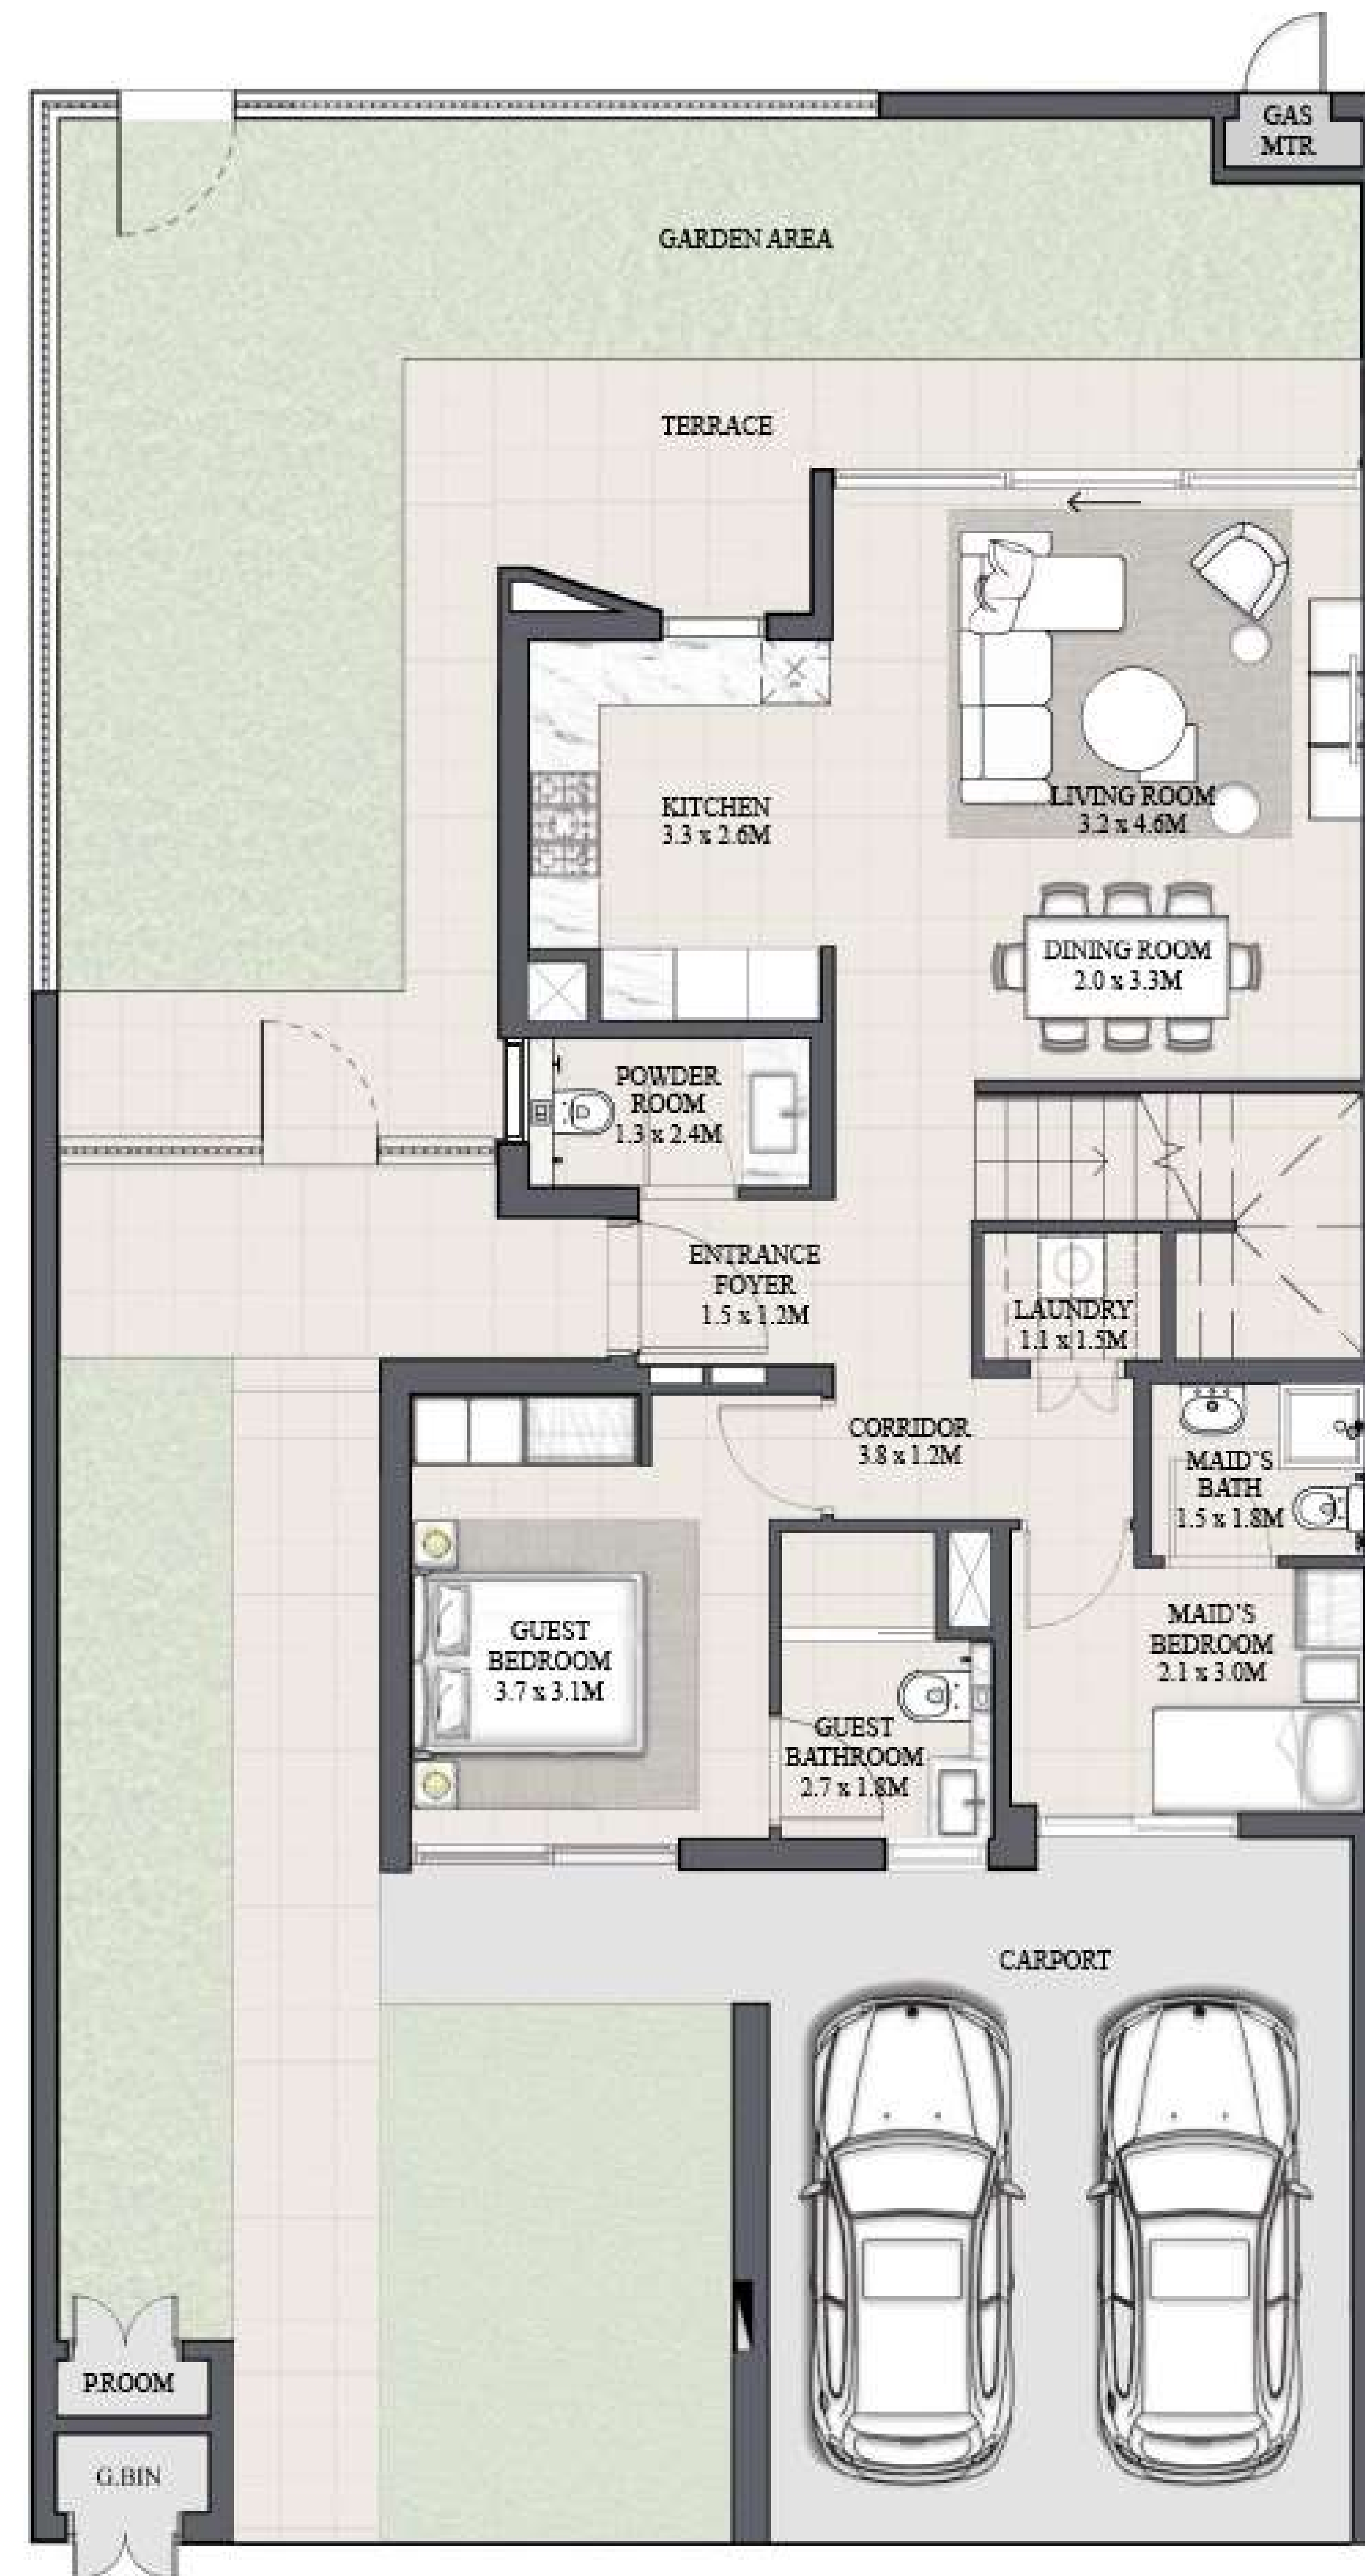 GAS
MTR
GARDEN AREA
TERRACE
KITCHEN
3.3 x 2.6M
LIVING ROOM
3.2 x 4.6M
DINING ROOM
2.0 x 3.3M
POWDER
ROOM
1.3 x 2.4M
ENTRANCE
FOYER
1.5 x 1.2M
LAUNDRY
1.1 x 1.5M
CORRIDOR
3.8 x 1.2M
MAID'S
BATH
1.5 x 1.8M
GUEST
BEDROOM
3.7 x 3.1M
MAID'S
BEDROOM
2.1 x 3.0M
GUEST
BATHROOM
2.7 x 1.8M
CARPORT
P.ROOM
G.BIN